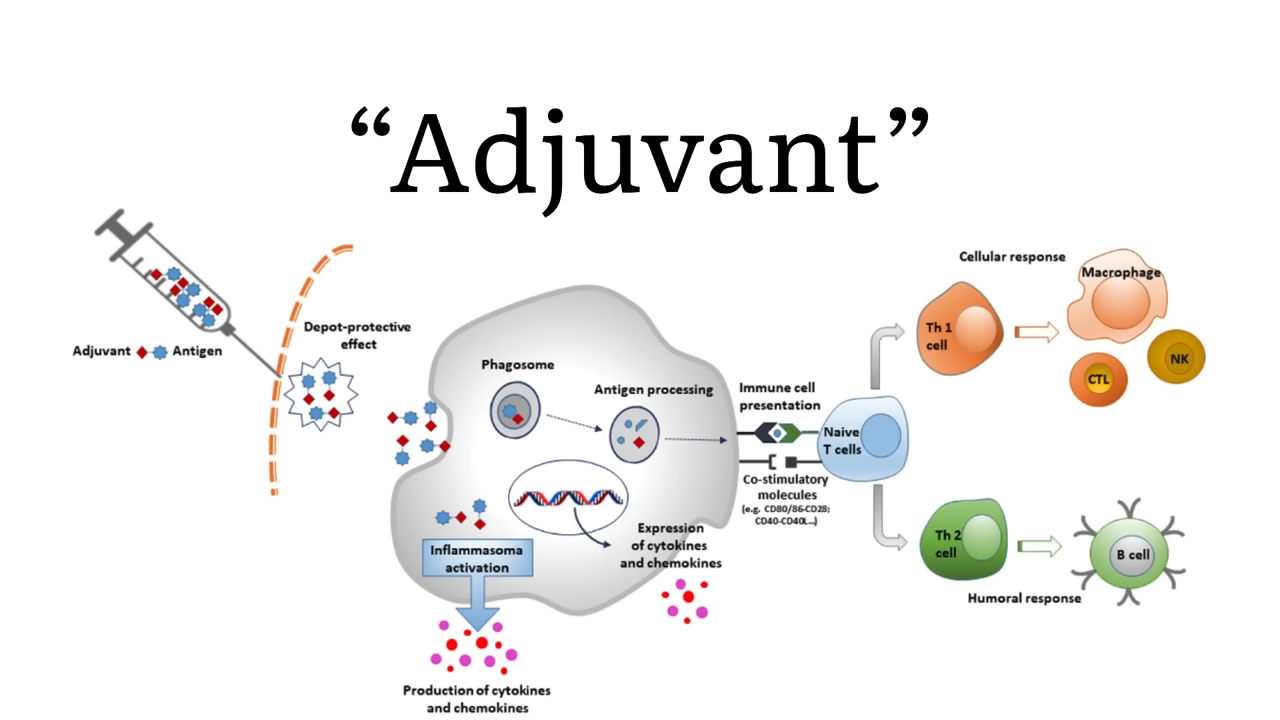 “Adjuvant”
Adjuvant
Antigen
Depot-protective
effect
Phagosome
Antigen processing
Inflammasoma
activation
Expression
of cytokines
and chemokines
Production of cytokines
and chemokines
Immune cell
presentation
Co-stimulatory
molecules
(e.g. CD80/86-CD28;
CD40-CD40L...)
Naive
T cells
Cellular response
Th 1
cell
Macrophage
CTL
NK
Th 2
cell
B cell
Humoral response